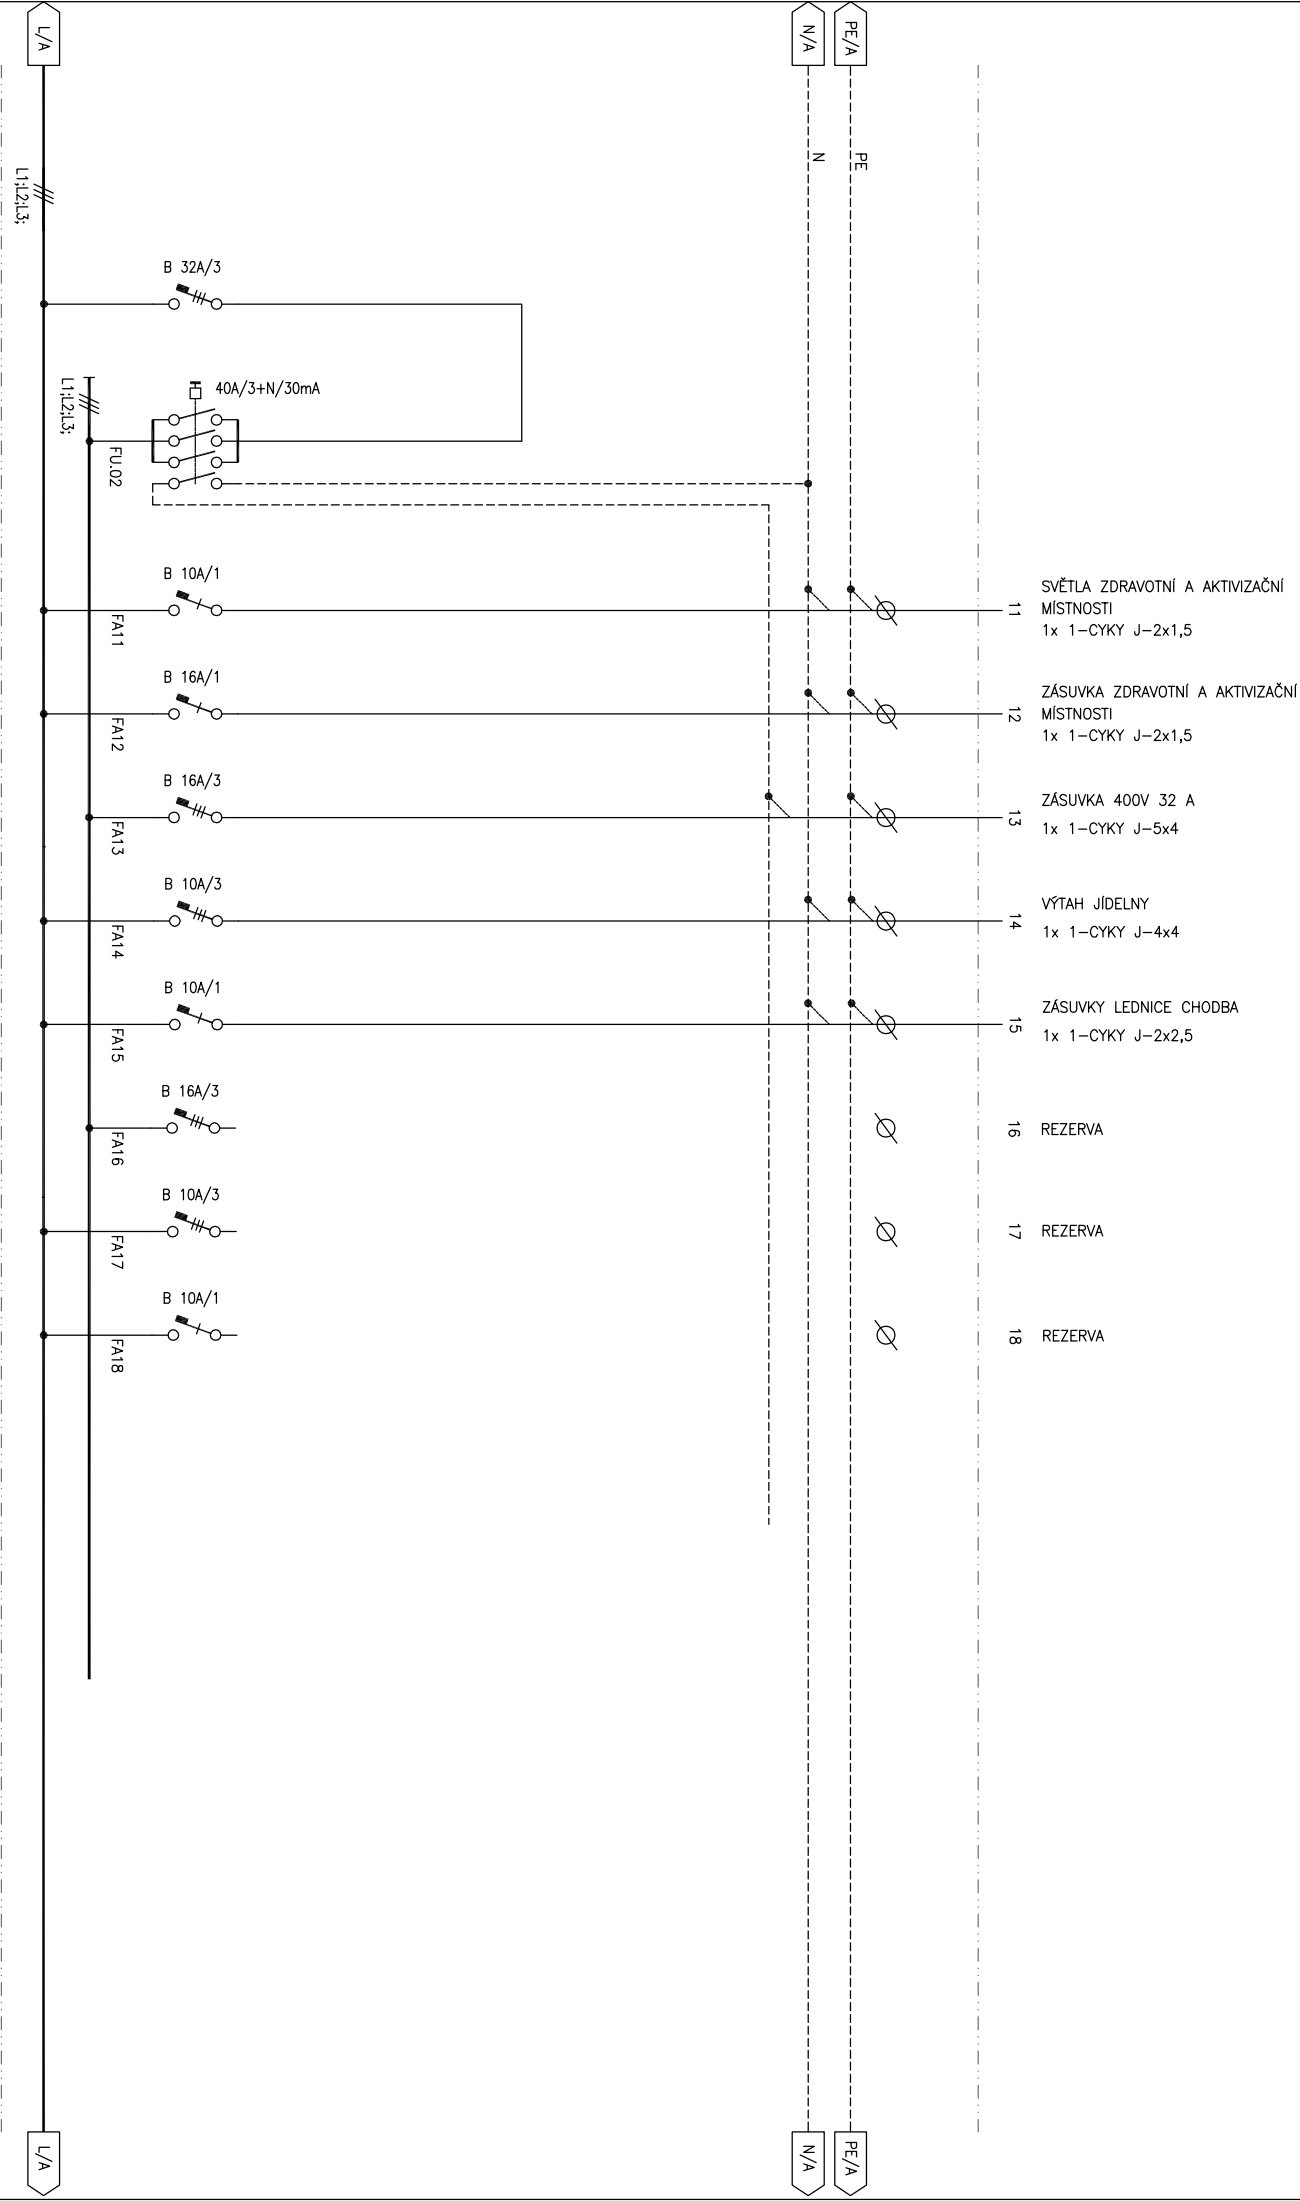 L/A
N/A
PE/A
N
PE
L1;L2;L3;
B 32A/3
L1;L2;L3;
40A/3+N/30mA
FU.02
B 10A/1
FA11
11
SVĚTLA ZDRAVOTNÍ A AKTIVIZAČNÍ
MÍSTNOSTI
1x 1-CYKY J-2x1,5
B 16A/1
FA12
12
ZÁSUVKA ZDRAVOTNÍ A AKTIVIZAČNÍ
MÍSTNOSTI
1x 1-CYKY J-2x1,5
B 16A/3
FA13
13
ZÁSUVKA 400V 32 A
1x 1-CYKY J-5x4
B 10A/3
FA14
14
VÝTAH JÍDELNY
1x 1-CYKY J-4x4
B 10A/1
FA15
15
ZÁSUVKY LEDNICE CHODBA
1x 1-CYKY J-2x2,5
B 16A/3
FA16
16
REZERVA
B 10A/3
FA17
17
REZERVA
B 10A/1
FA18
18
REZERVA
L/A
N/A
PE/A